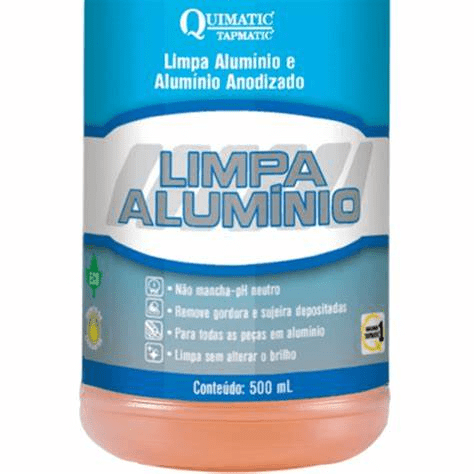 QUIMATIC
TAPMATIC
Limpa Alumínio e
Alumínio Anodizado
LIMPA
ALUMÍNIO
• Não mancha-pH neutro
• Remove gordura e sujeira depositadas
• Para todas as peças em alumínio
• Limpa sem alterar o brilho
ECO
Conteúdo: 500 mL